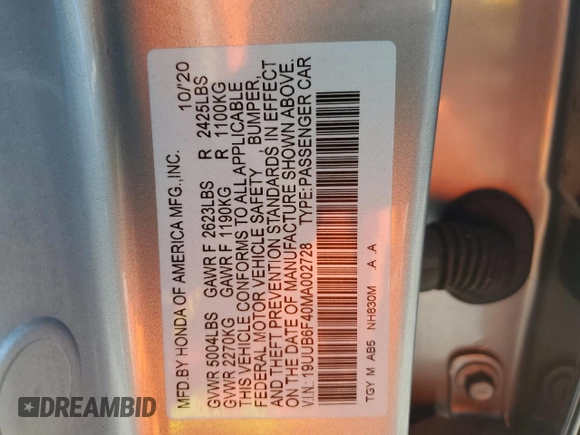 MFD.BY HONDA OF AMERICA MFG.,INC. 10/20
GVWR 5004LBS GAWR F 2623LBS R 2425LBS
GVWR 2270KG GAWR F 1190KG R 1100KG
THIS VEHICLE CONFORMS TO ALL APPLICABLE
FEDERAL MOTOR VEHICLE SAFETY , BUMPER,
AND THEFT PREVENTION STANDARDS IN EFFECT
ON THE DATE OF MANUFACTURE SHOWN ABOVE.
V.I.N: 19UUB6F40MA002728 TYPE:PASSENGER CAR
TGY M AB5 NH830M .A .A
DREAMBID